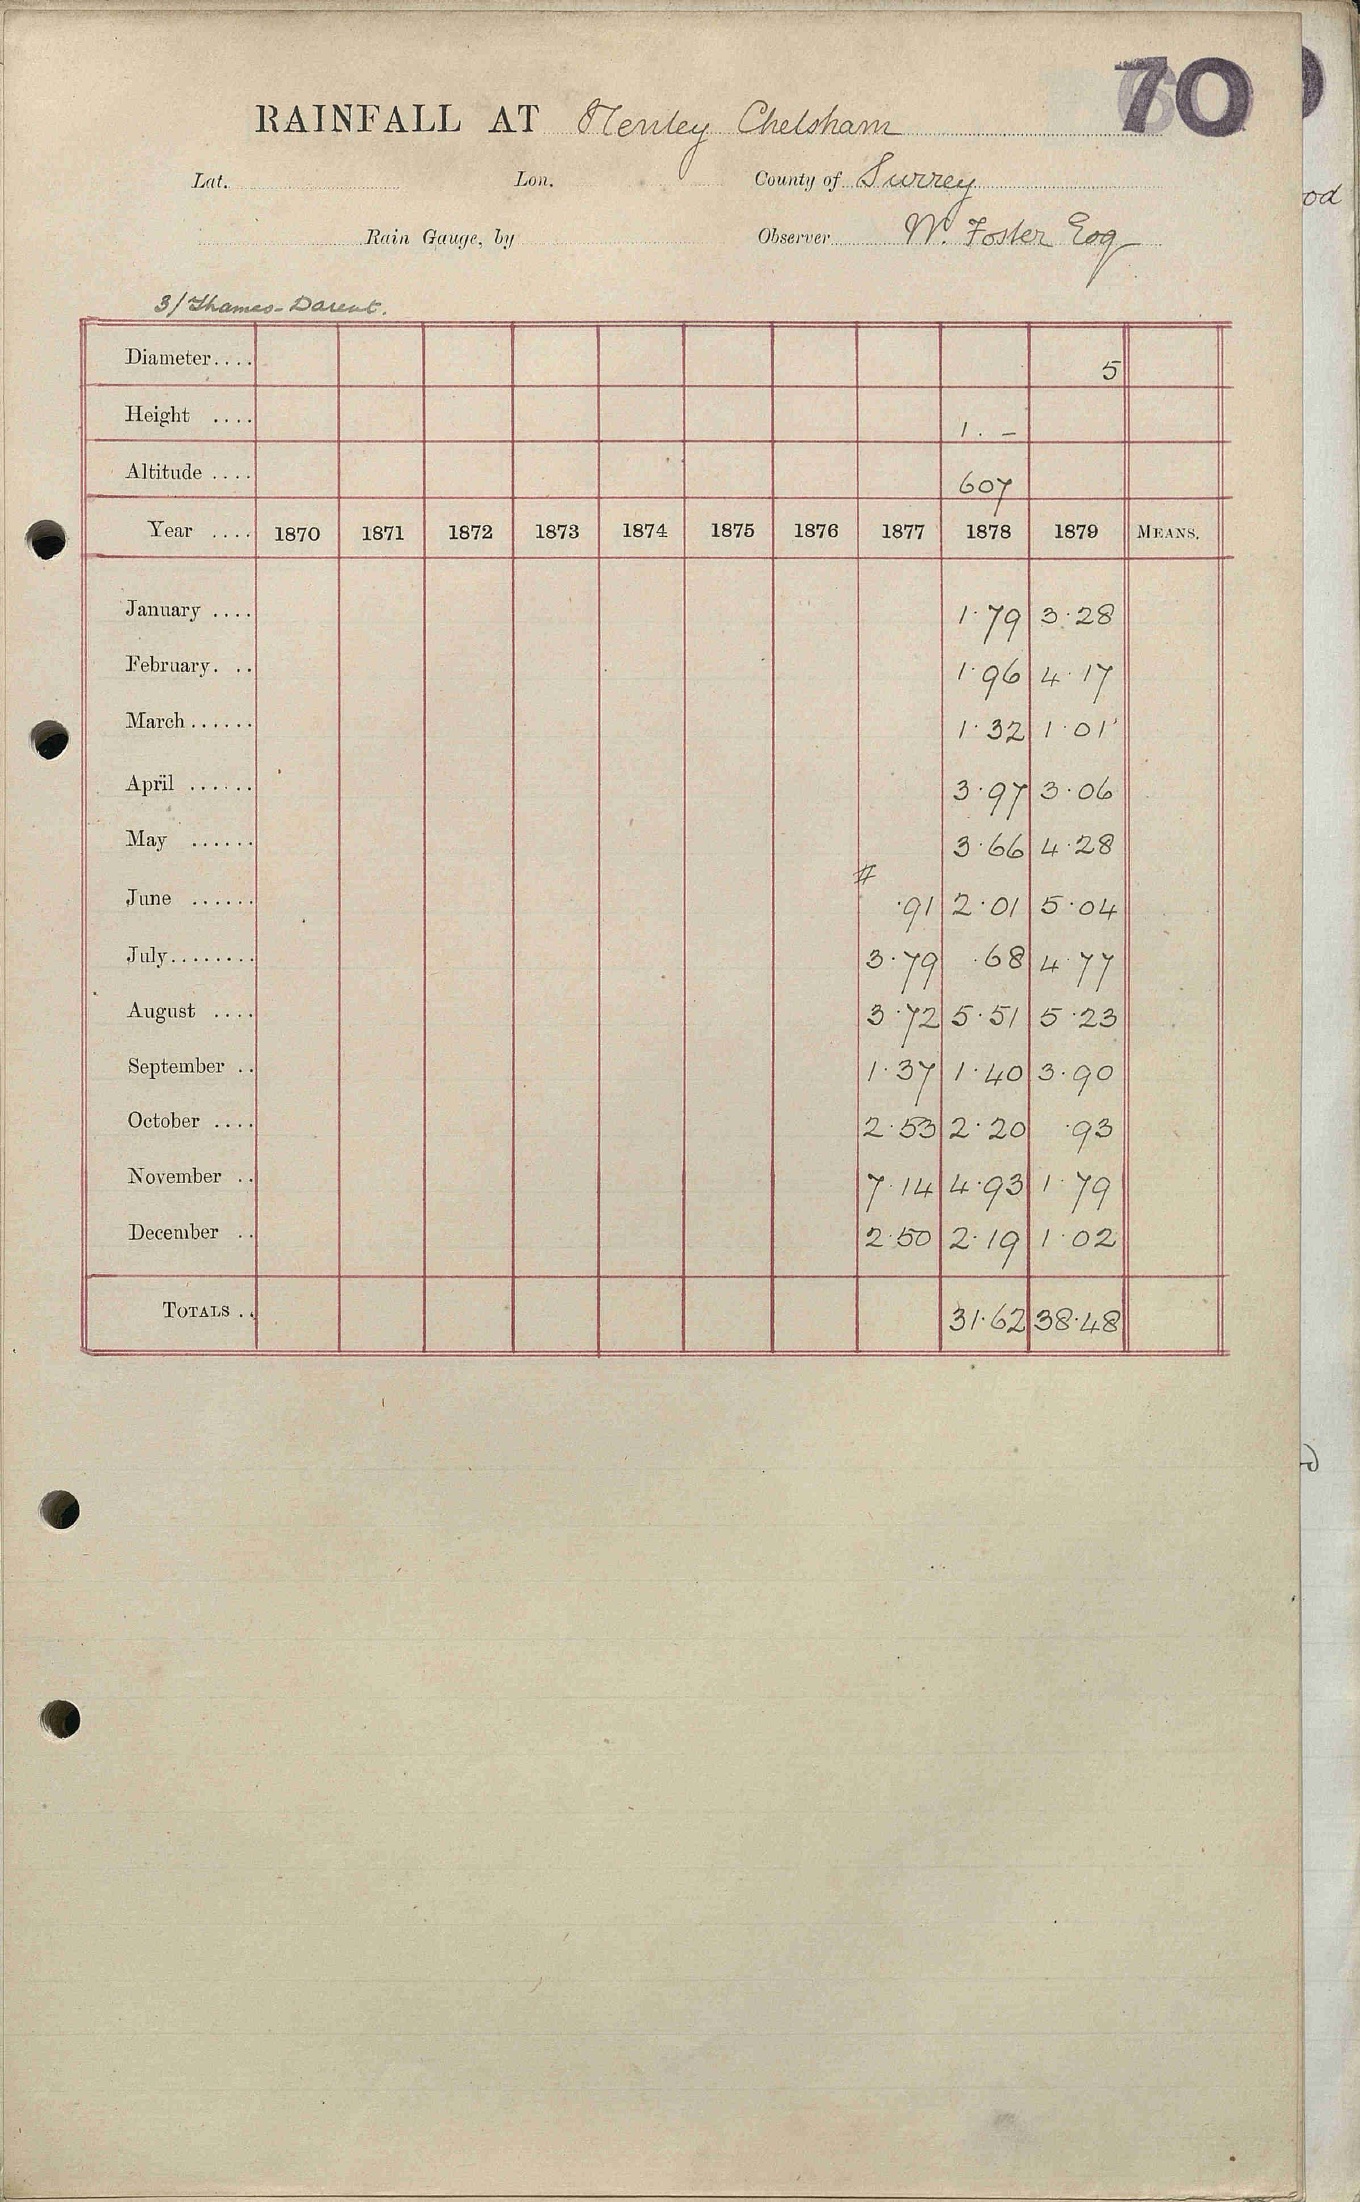 70
RAINFALL AT Henley Chelsham
Lat. Lon. County of Surrey
Rain Gauge, by Observer W. Foster Esq
3/Thames-Darent.
Diameter.... 5
Height .... 1. –
Altitude .... 607
Year .... 1870 1871 1872 1873 1874 1875 1876 1877 1878 1879 MEANS.
January .... 1.79 3.28
February. .. 1.96 4.17
March...... 1.32 1.01
April ...... 3.97 3.06
May ...... 3.66 4.28
#
June ...... .91 2.01 5.04
July........ 3.79 .68 4.77
August .... 3.72 5.51 5.23
September .. 1.37 1.40 3.90
October .... 2.53 2.20 .93
November .. 7.14 4.93 1.79
December .. 2.50 2.19 1.02
TOTALS .. 31.62 38.48
od